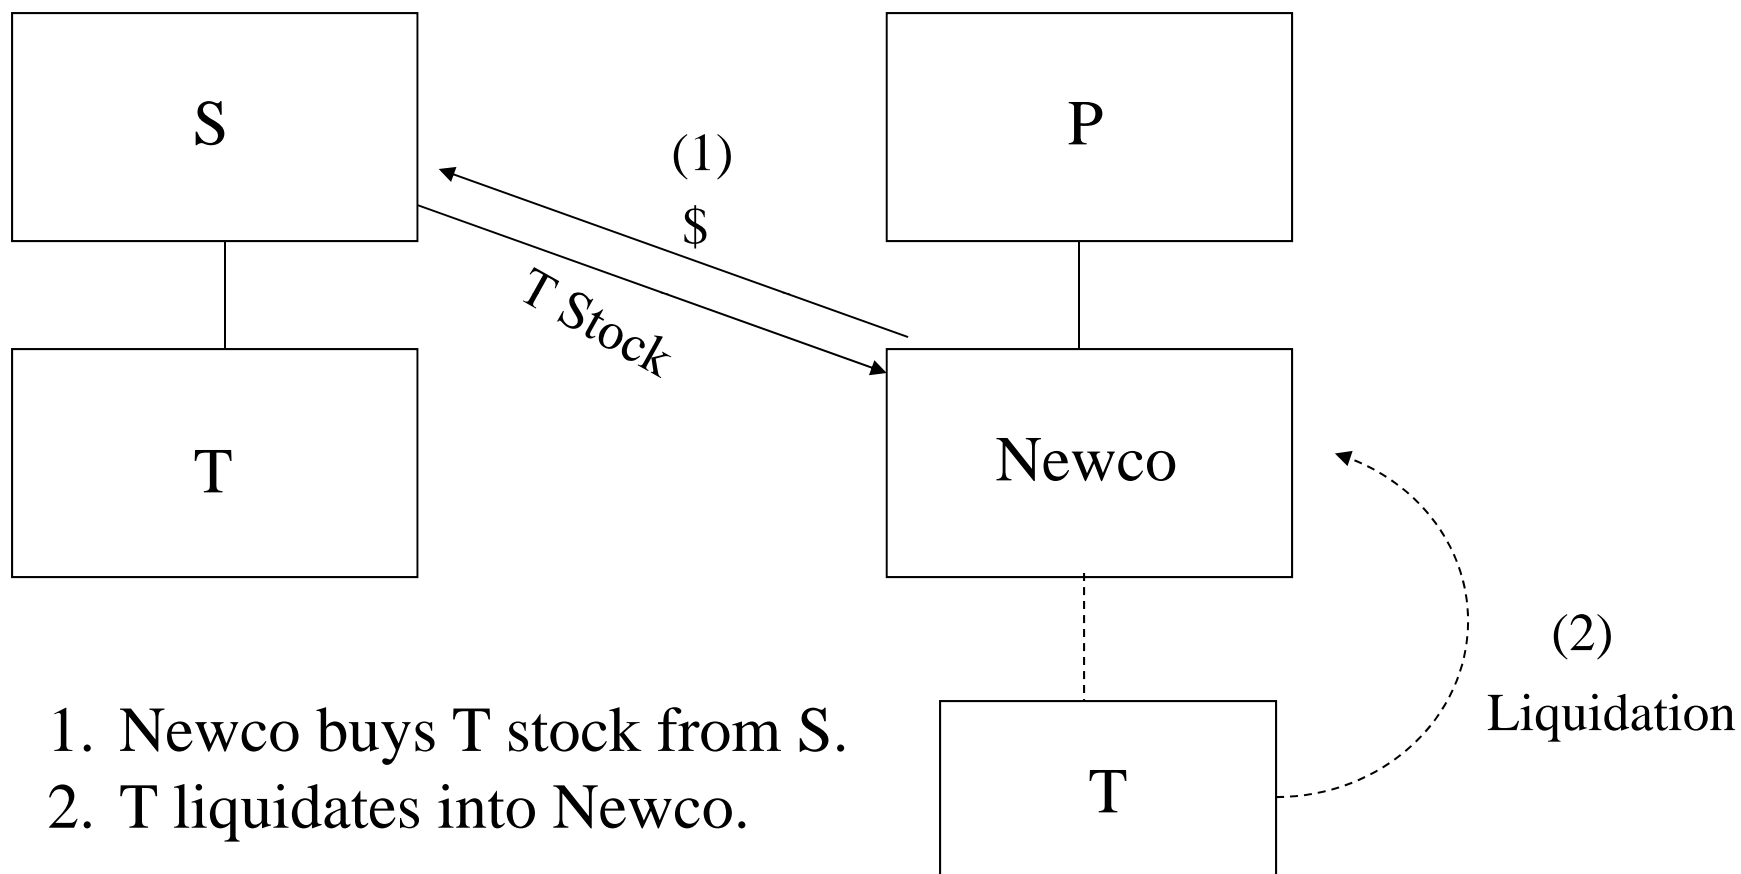 S
P
(1)
$
T Stock
T
Newco
(2)
Liquidation
1. Newco buys T stock from S.
2. T liquidates into Newco.
T